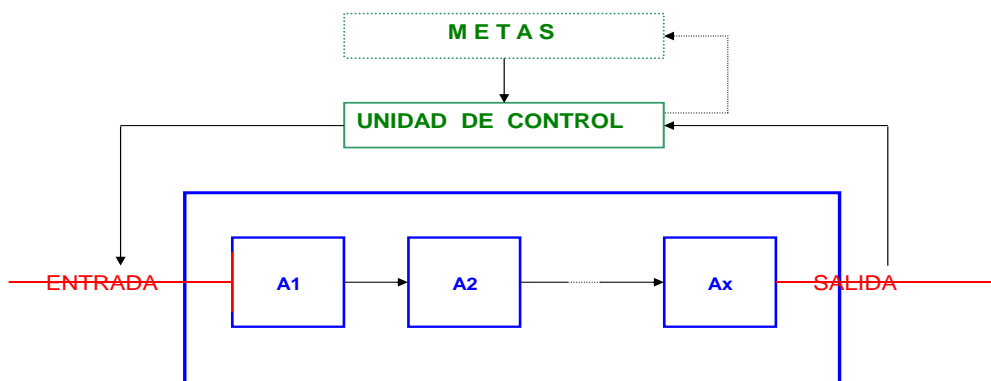 M E T A S
UNIDAD DE CONTROL
ENTRADA
A1
A2
Ax
SALIDA